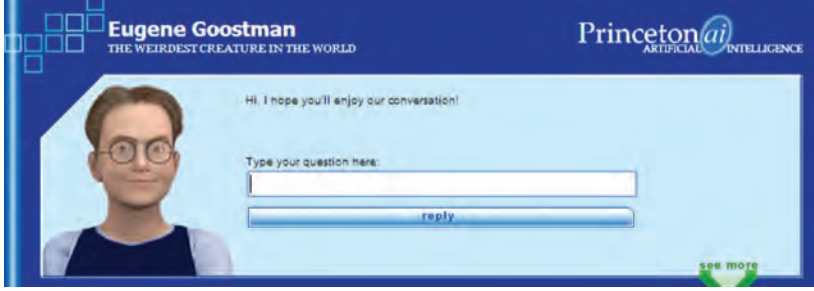 Eugene Goostman
THE WEIRDEST CREATURE IN THE WORLD
Princeton ai
ARTIFICIAL INTELLIGENCE
Hi. I hope you'll enjoy our conversation!
Type your question here:
reply
see more